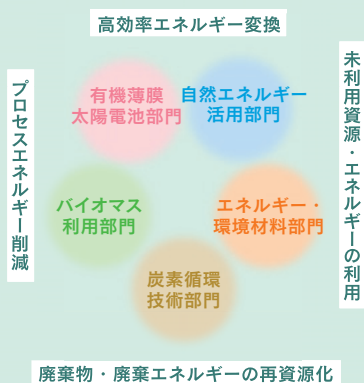 高効率エネルギー変換
未利用資源・エネルギーの利用
プロセスエネルギー削減
有機薄膜
太陽電池部門
自然エネルギー
活用部門
バイオマス
利用部門
エネルギー・
環境材料部門
炭素循環
技術部門
廃棄物・廃棄エネルギーの再資源化